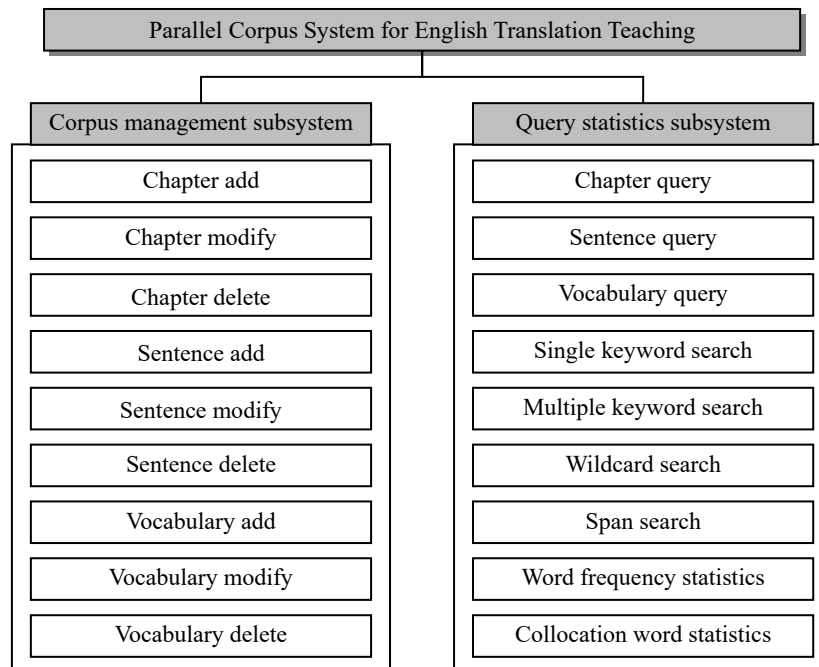 Parallel Corpus System for English Translation Teaching
Corpus management subsystem
Chapter add
Chapter modify
Chapter delete
Sentence add
Sentence modify
Sentence delete
Vocabulary add
Vocabulary modify
Vocabulary delete
Query statistics subsystem
Chapter query
Sentence query
Vocabulary query
Single keyword search
Multiple keyword search
Wildcard search
Span search
Word frequency statistics
Collocation word statistics